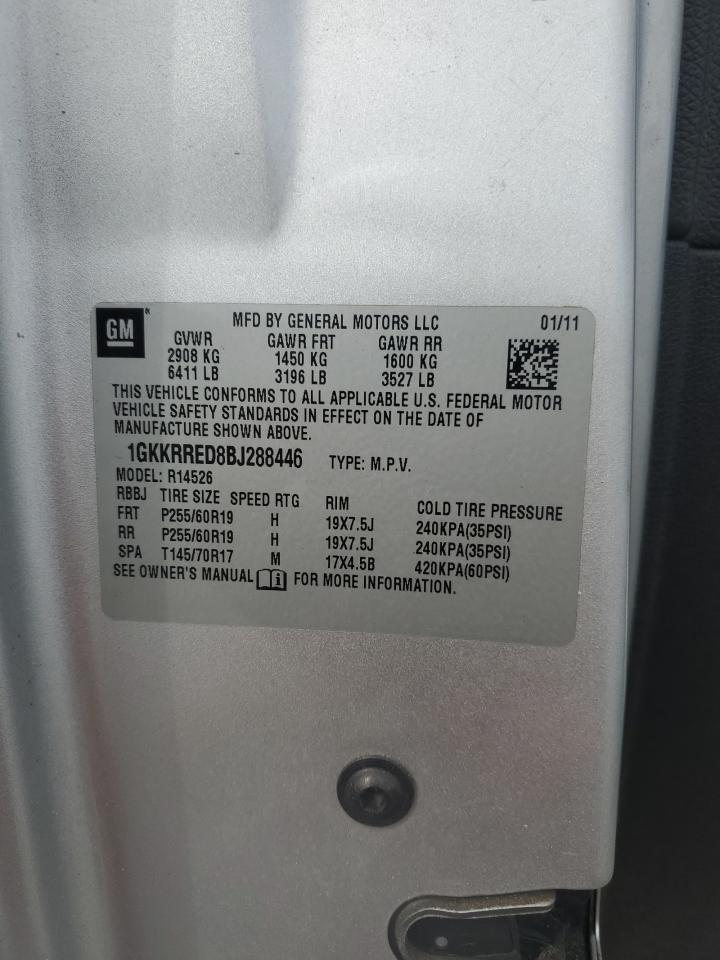 GM
MFD BY GENERAL MOTORS LLC 01/11
GVWR GAWR FRT GAWR RR
2908 KG 1450 KG 1600 KG
6411 LB 3196 LB 3527 LB
THIS VEHICLE CONFORMS TO ALL APPLICABLE U.S. FEDERAL MOTOR
VEHICLE SAFETY STANDARDS IN EFFECT ON THE DATE OF
MANUFACTURE SHOWN ABOVE.
1GKKRRED8BJ288446 TYPE: M.P.V.
MODEL: R14526
RBBJ TIRE SIZE SPEED RTG RIM COLD TIRE PRESSURE
FRT P255/60R19 H 19X7.5J 240KPA(35PSI)
RR P255/60R19 H 19X7.5J 240KPA(35PSI)
SPA T145/70R17 M 17X4.5B 420KPA(60PSI)
SEE OWNER'S MANUAL FOR MORE INFORMATION.